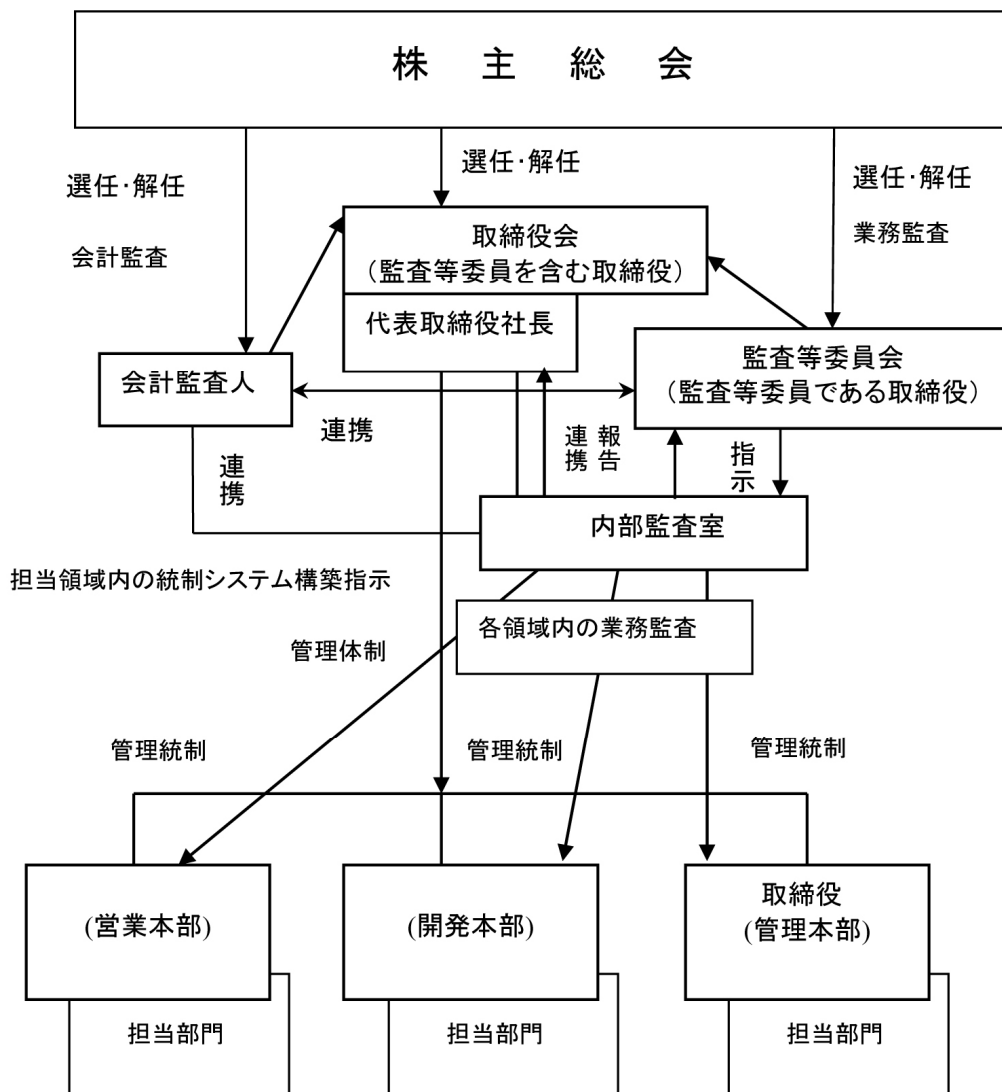 株主総会
選任・解任
選任・解任
選任・解任
会計監査
業務監査
取締役会
（監査等委員を含む取締役）
代表取締役社長
監査等委員会
（監査等委員である取締役）
会計監査人
連携
連携
連携
報告
指示
内部監査室
担当領域内の統制システム構築指示
各領域内の業務監査
管理体制
管理統制
管理統制
管理統制
(営業本部)
(開発本部)
取締役
(管理本部)
担当部門
担当部門
担当部門